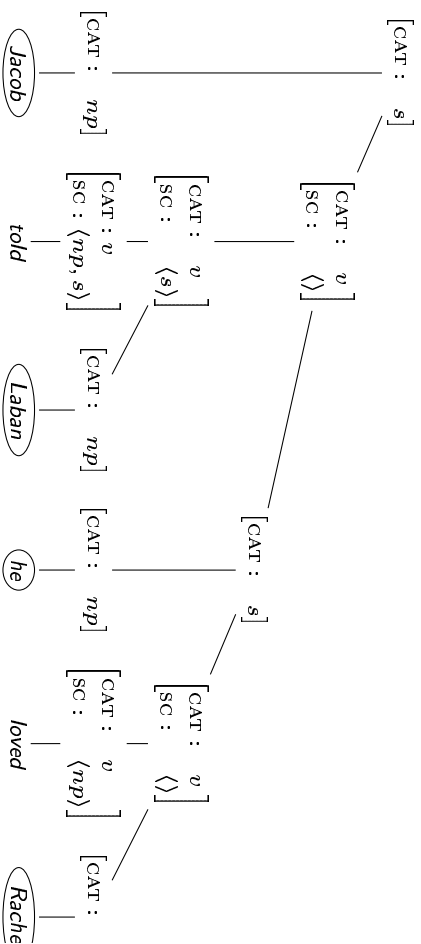 [CAT : s]
[CAT : v
SC : ⟨⟩]
[CAT : s]
[CAT : v
SC : ⟨s⟩]
[CAT : v
SC : ⟨⟩]
[CAT : np]
[CAT : v
SC : ⟨np, s⟩]
[CAT : np]
[CAT : np]
[CAT : v
SC : ⟨np⟩]
[CAT :
Jacob told Laban he loved